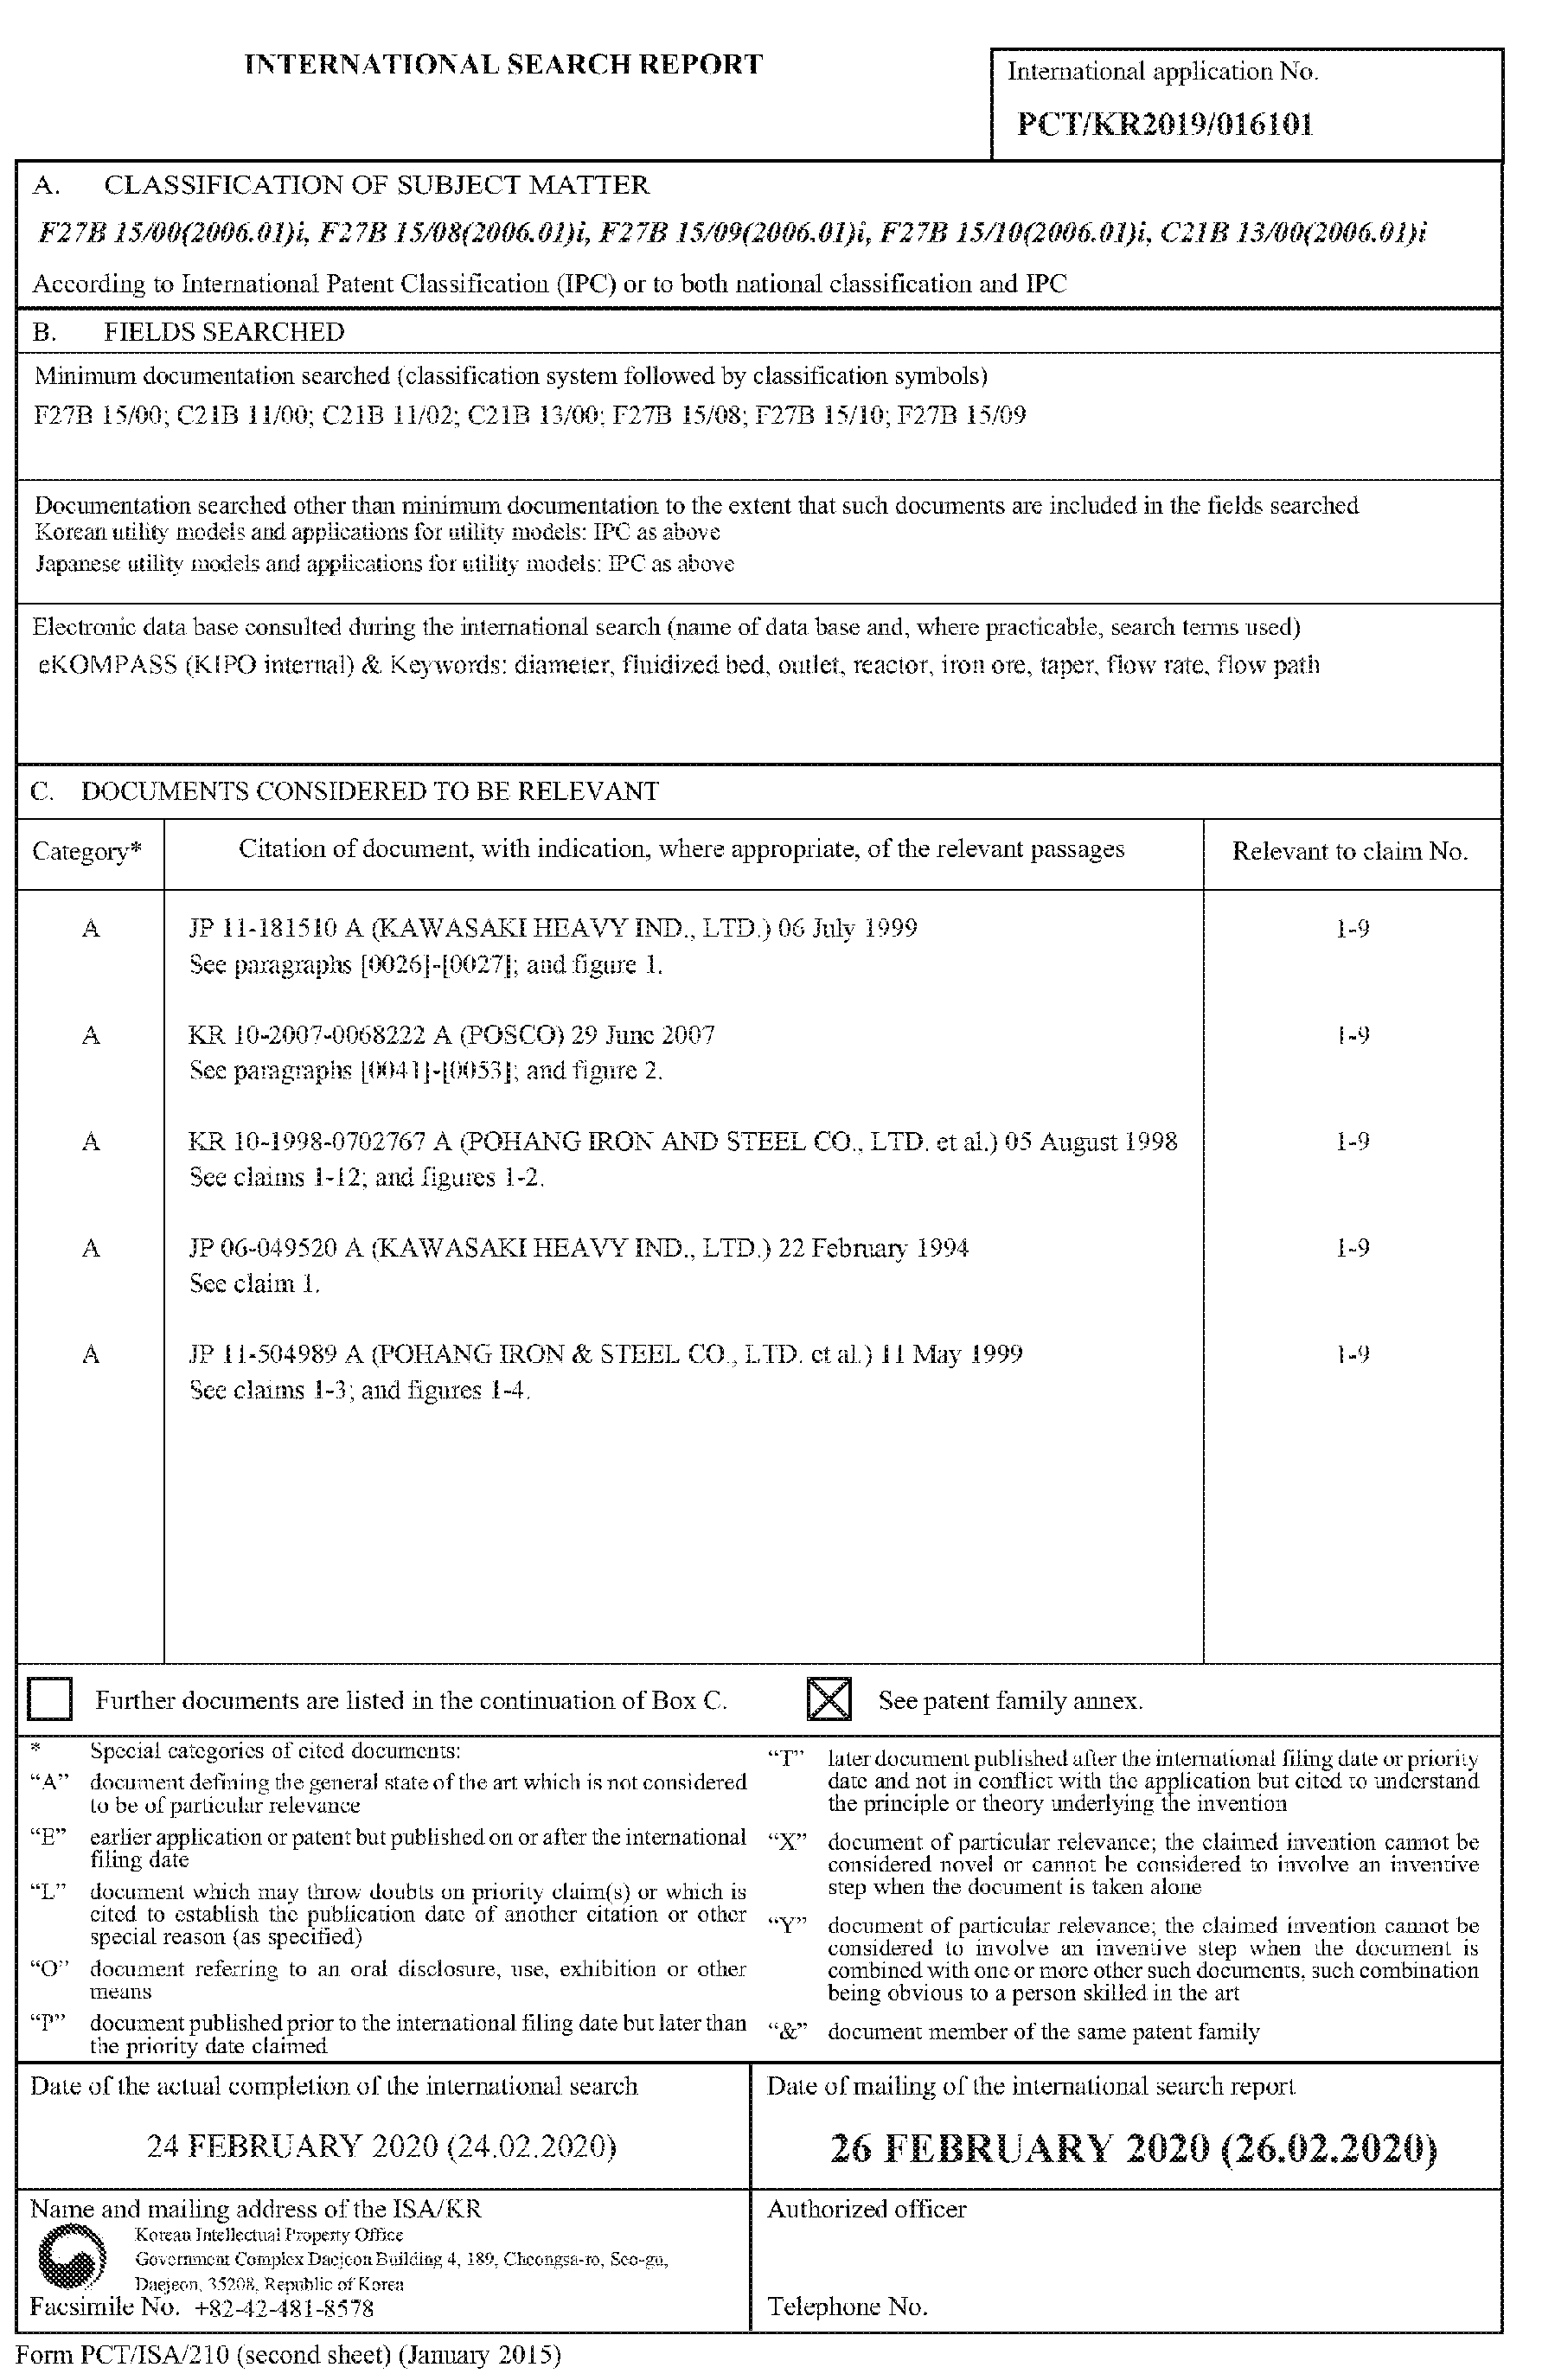 INTERNATIONAL SEARCH REPORT
International application No.
PCT/KR2019/016101
A. CLASSIFICATION OF SUBJECT MATTER
F27B 15/00(2006.01)i, F27B 15/08(2006.01)i, F27B 15/09(2006.01)i, F27B 15/10(2006.01)i, C21B 13/00(2006.01)i
According to International Patent Classification (IPC) or to both national classification and IPC
B. FIELDS SEARCHED
Minimum documentation searched (classification system followed by classification symbols)
F27B 15/00; C21B 11/00; C21B 11/02; C21B 13/00; F27B 15/08; F27B 15/10; F27B 15/09
Documentation searched other than minimum documentation to the extent that such documents are included in the fields searched
Korean utility models and applications for utility models: IPC as above
Japanese utility models and applications for utility models: IPC as above
Electronic data base consulted during the international search (name of data base and, where practicable, search terms used)
eKOMPASS (KIPO internal) & Keywords: diameter, fluidized bed, outlet, reactor, iron ore, taper, flow rate, flow path
C. DOCUMENTS CONSIDERED TO BE RELEVANT
Category* Citation of document, with indication, where appropriate, of the relevant passages Relevant to claim No.
A JP 11-181510 A (KAWASAKI HEAVY IND., LTD.) 06 July 1999 1-9
See paragraphs [0026]-[0027]; and figure 1.
A KR 10-2007-0068222 A (POSCO) 29 June 2007 1-9
See paragraphs [0041]-[0053]; and figure 2.
A KR 10-1998-0702767 A (POHANG IRON AND STEEL CO., LTD. et al.) 05 August 1998 1-9
See claims 1-12; and figures 1-2.
A JP 06-049520 A (KAWASAKI HEAVY IND., LTD.) 22 February 1994 1-9
See claim 1.
A JP 11-504989 A (POHANG IRON & STEEL CO., LTD. et al.) 11 May 1999 1-9
See claims 1-3; and figures 1-4.
Further documents are listed in the continuation of Box C.
See patent family annex.
* Special categories of cited documents:
"A" document defining the general state of the art which is not considered
to be of particular relevance
"E" earlier application or patent but published on or after the international
filing date
"L" document which may throw doubts on priority claim(s) or which is
cited to establish the publication date of another citation or other
special reason (as specified)
"O" document referring to an oral disclosure, use, exhibition or other
means
"P" document published prior to the international filing date but later than
the priority date claimed
"T" later document published after the international filing date or priority
date and not in conflict with the application but cited to understand
the principle or theory underlying the invention
"X" document of particular relevance; the claimed invention cannot be
considered novel or cannot be considered to involve an inventive
step when the document is taken alone
"Y" document of particular relevance; the claimed invention cannot be
considered to involve an inventive step when the document is
combined with one or more other such documents, such combination
being obvious to a person skilled in the art
"&" document member of the same patent family
Date of the actual completion of the international search
24 FEBRUARY 2020 (24.02.2020)
Date of mailing of the international search report
26 FEBRUARY 2020 (26.02.2020)
Name and mailing address of the ISA/KR
Korean Intellectual Property Office
Government Complex Daejeon Building 4, 189, Cheongsa-ro, Seo-gu,
Daejeon, 35208, Republic of Korea
Facsimile No. +82-42-481-8578
Authorized officer
Telephone No.
Form PCT/ISA/210 (second sheet) (January 2015)